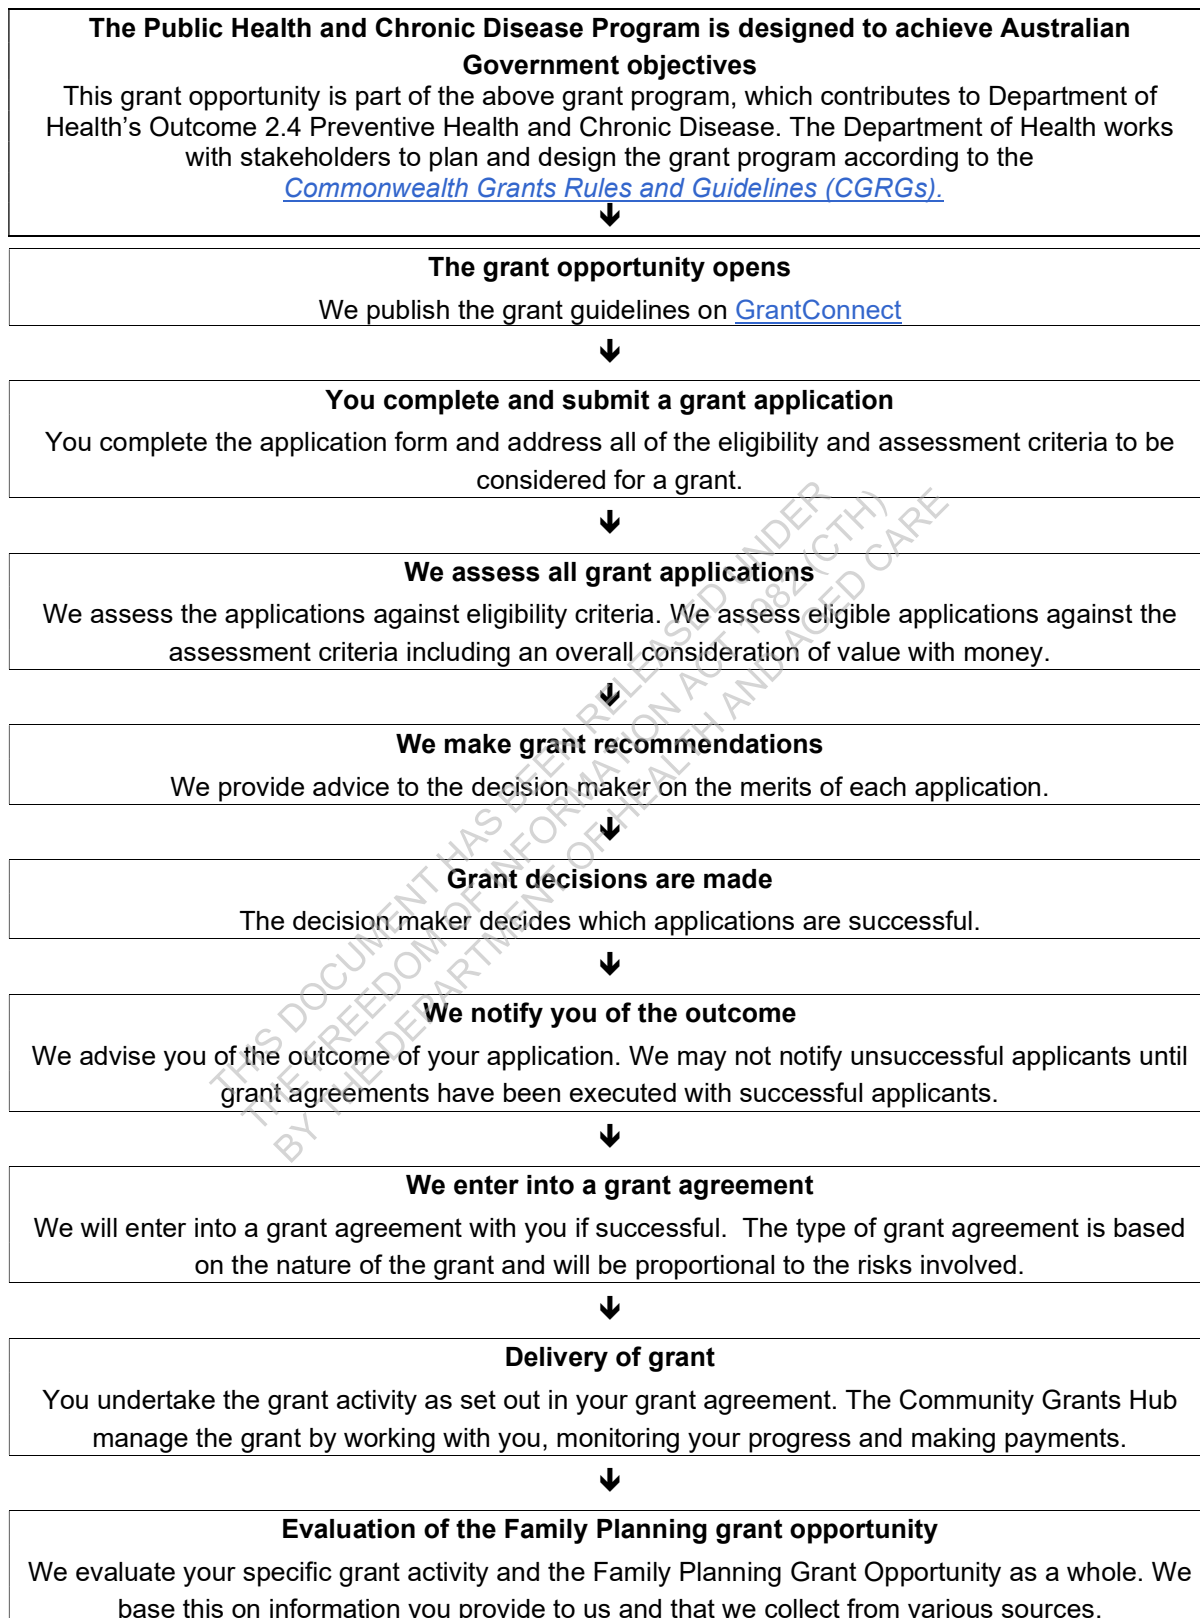 The Public Health and Chronic Disease Program is designed to achieve Australian
Government objectives
This grant opportunity is part of the above grant program, which contributes to Department of
Health's Outcome 2.4 Preventive Health and Chronic Disease. The Department of Health works
with stakeholders to plan and design the grant program according to the
Commonwealth Grants Rules and Guidelines (CGRGs).
The grant opportunity opens
We publish the grant guidelines on GrantConnect
You complete and submit a grant application
You complete the application form and address all of the eligibility and assessment criteria to be
considered for a grant.
We assess all grant applications
We assess the applications against eligibility criteria. We assess eligible applications against the
assessment criteria including an overall consideration of value with money.
We make grant recommendations
We provide advice to the decision maker on the merits of each application.
Grant decisions are made
The decision maker decides which applications are successful.
We notify you of the outcome
We advise you of the outcome of your application. We may not notify unsuccessful applicants until
grant agreements have been executed with successful applicants.
We enter into a grant agreement
We will enter into a grant agreement with you if successful.  The type of grant agreement is based
on the nature of the grant and will be proportional to the risks involved.
Delivery of grant
You undertake the grant activity as set out in your grant agreement. The Community Grants Hub
manage the grant by working with you, monitoring your progress and making payments.
Evaluation of the Family Planning grant opportunity
We evaluate your specific grant activity and the Family Planning Grant Opportunity as a whole. We
base this on information you provide to us and that we collect from various sources.
THIS DOCUMENT HAS BEEN RELEASED UNDER
THE FREEDOM OF INFORMATION ACT 1982 (CTH)
BY THE DEPARTMENT OF HEALTH AND AGED CARE